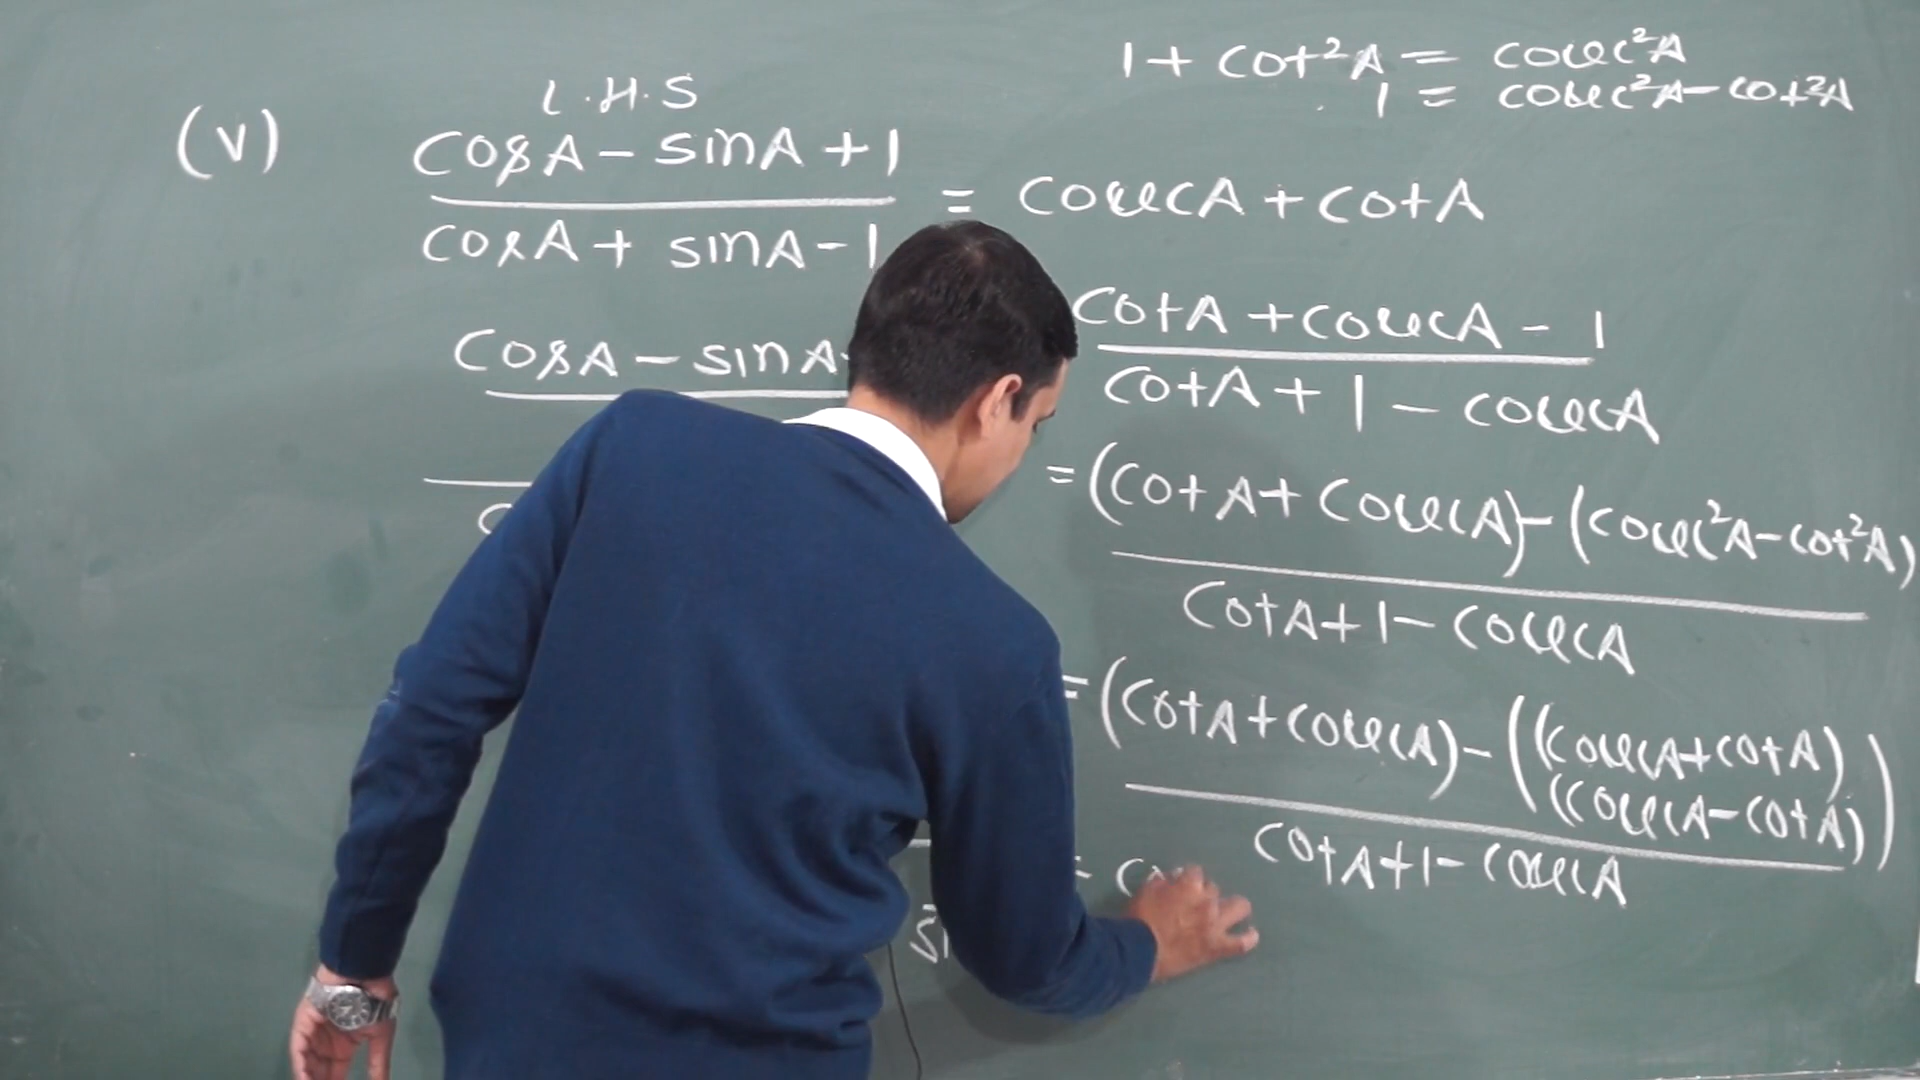 1 + cot²A = cosec²A
1 = cosec²A - cot²A
L.H.S
(V)
cosA - sinA + 1
= cosecA + cotA
cosA + sinA - 1
cosA - sinA
cotA + cosecA - 1
cotA + 1 - cosecA
= (cotA + cosecA) - (cosec²A - cot²A)
cotA + 1 - cosecA
= (cotA + cosecA) - ((cosecA + cotA)
(cosecA - cotA))
cotA + 1 - cosecA
=